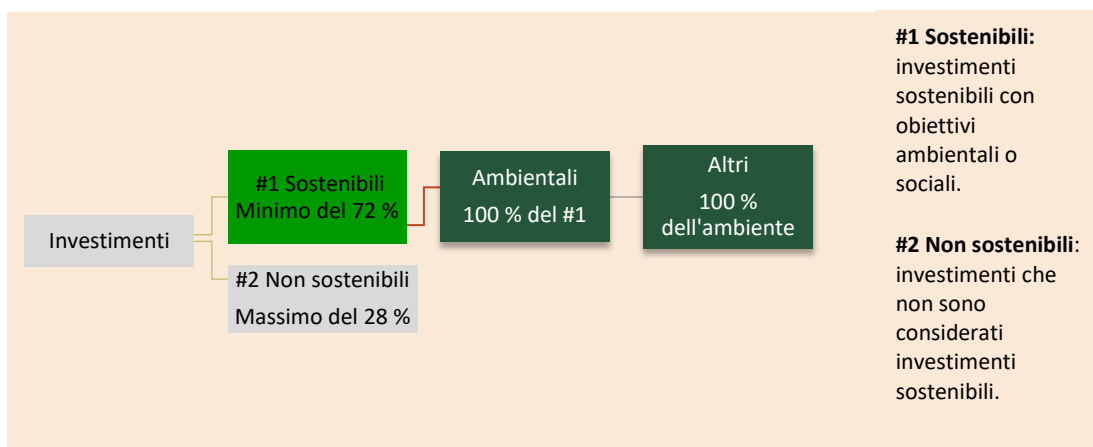 Investimenti
#1 Sostenibili
Minimo del 72 %
#2 Non sostenibili
Massimo del 28 %
Ambientali
100 % del #1
Altri
100 %
dell'ambiente
#1 Sostenibili:
investimenti
sostenibili con
obiettivi
ambientali o
sociali.
#2 Non sostenibili:
investimenti che
non sono
considerati
investimenti
sostenibili.